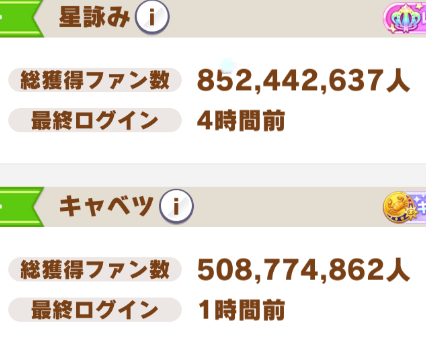 星詠み i
総獲得ファン数 852,442,637人
最終ログイン 4時間前
キャベツ i
総獲得ファン数 508,774,862人
最終ログイン 1時間前